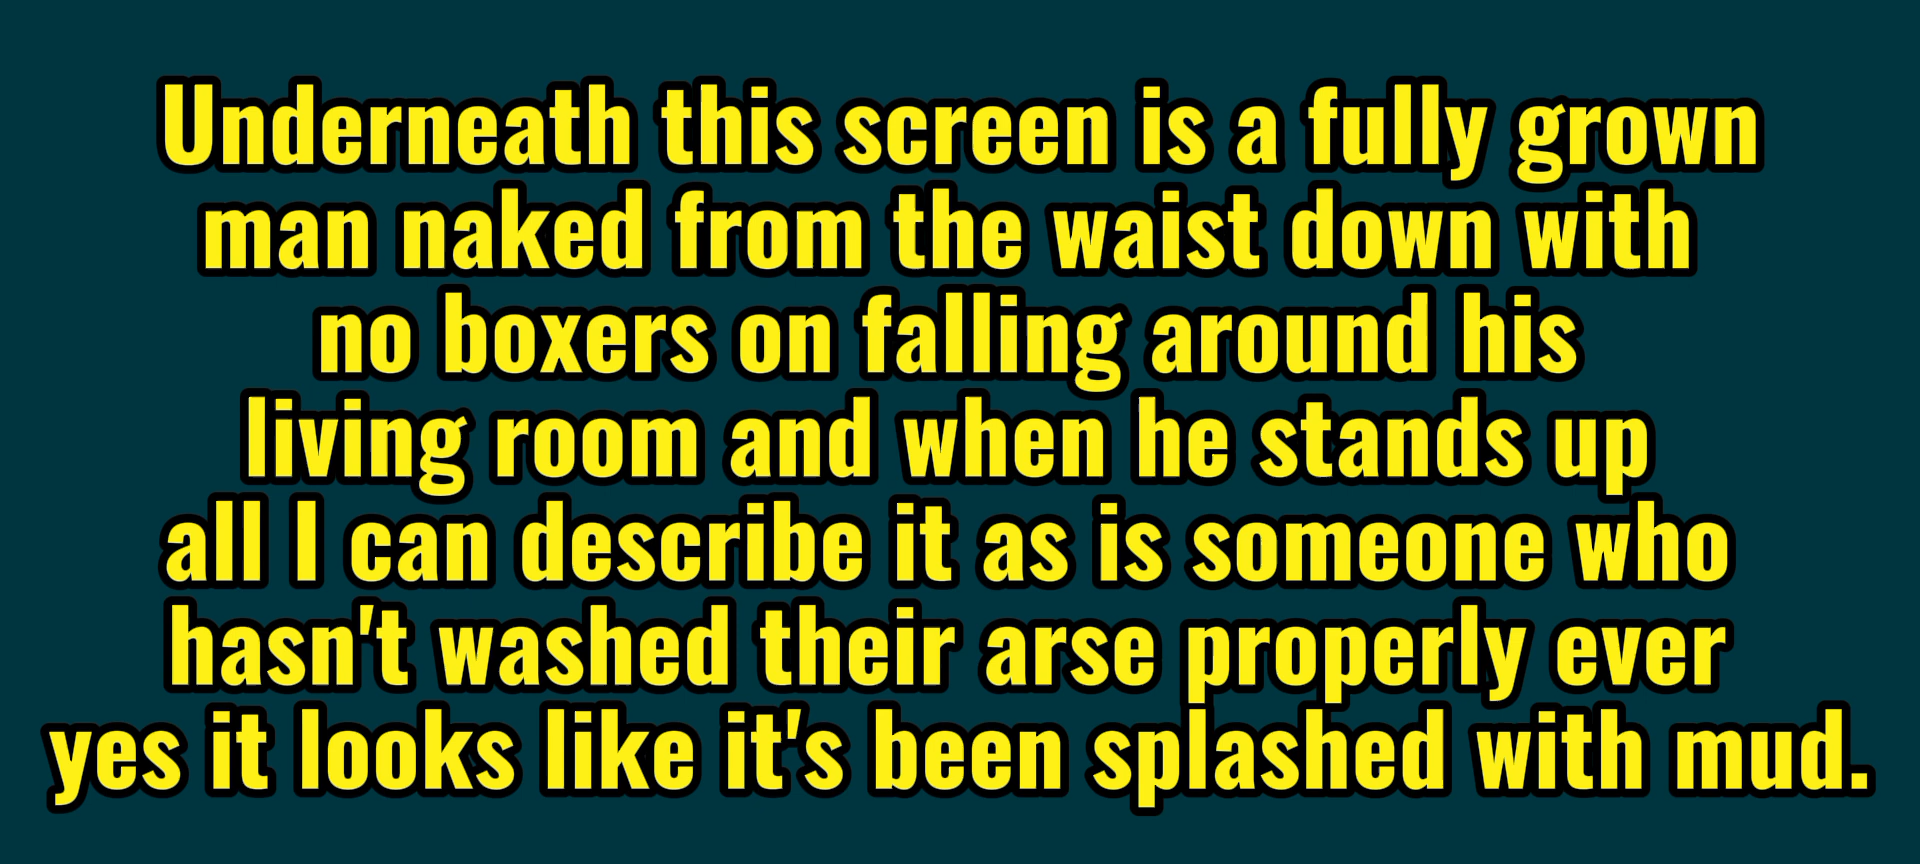 Underneath this screen is a fully grown
man naked from the waist down with
no boxers on falling around his
living room and when he stands up
all I can describe it as is someone who
hasn't washed their arse properly ever
yes it looks like it's been splashed with mud.